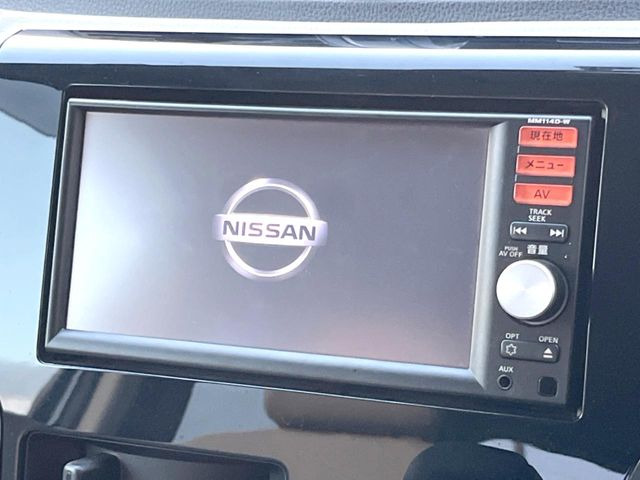 MM114D-W
現在地
メニュー
AV
TRACK
SEEK
PUSH
AV OFF
音量
NISSAN
OPT
OPEN
AUX